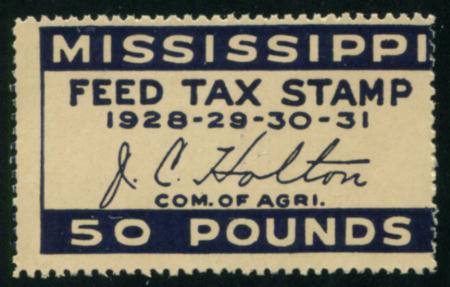 MISSISSIPPI
FEED TAX STAMP
1928-29-30-31
J. C. Holton
COM. OF AGRI.
50 POUNDS